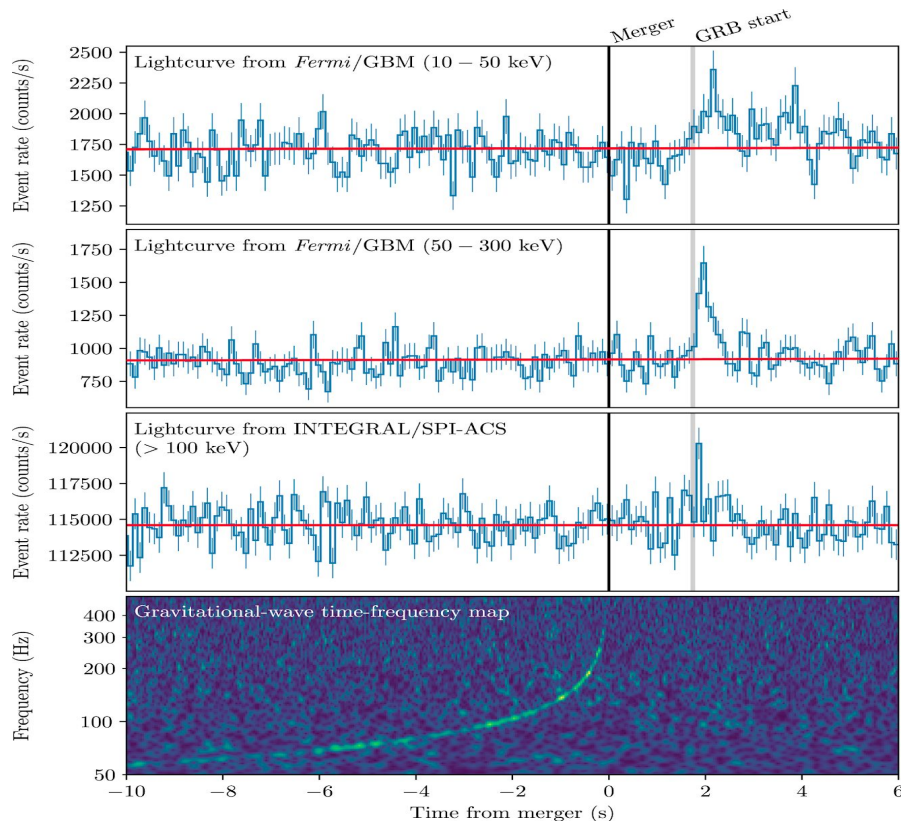 Merger
GRB start
Lightcurve from Fermi/GBM (10 − 50 keV)
Event rate (counts/s)
2500
2250
2000
1750
1500
1250
Lightcurve from Fermi/GBM (50 − 300 keV)
Event rate (counts/s)
1750
1500
1250
1000
750
Lightcurve from INTEGRAL/SPI-ACS
(> 100 keV)
Event rate (counts/s)
120000
117500
115000
112500
Gravitational-wave time-frequency map
Frequency (Hz)
400
300
200
100
50
−10
−8
−6
−4
−2
0
2
4
6
Time from merger (s)